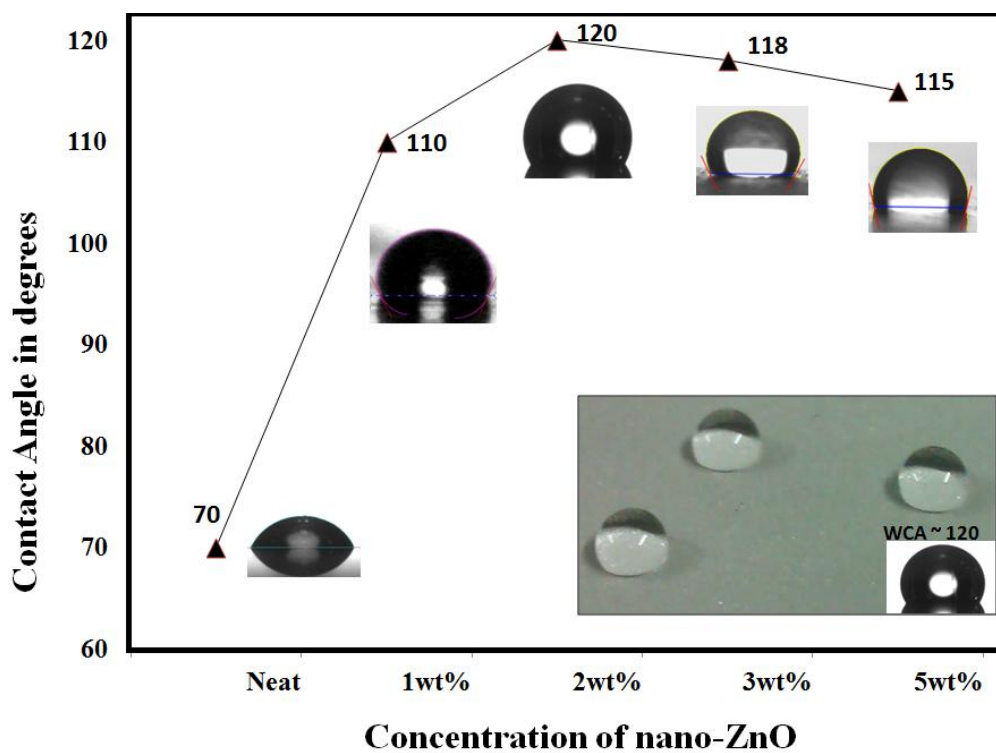 Contact Angle in degrees
120
110
100
90
80
70
60
70
110
120
118
115
WCA ~ 120
Neat
1wt%
2wt%
3wt%
5wt%
Concentration of nano-ZnO